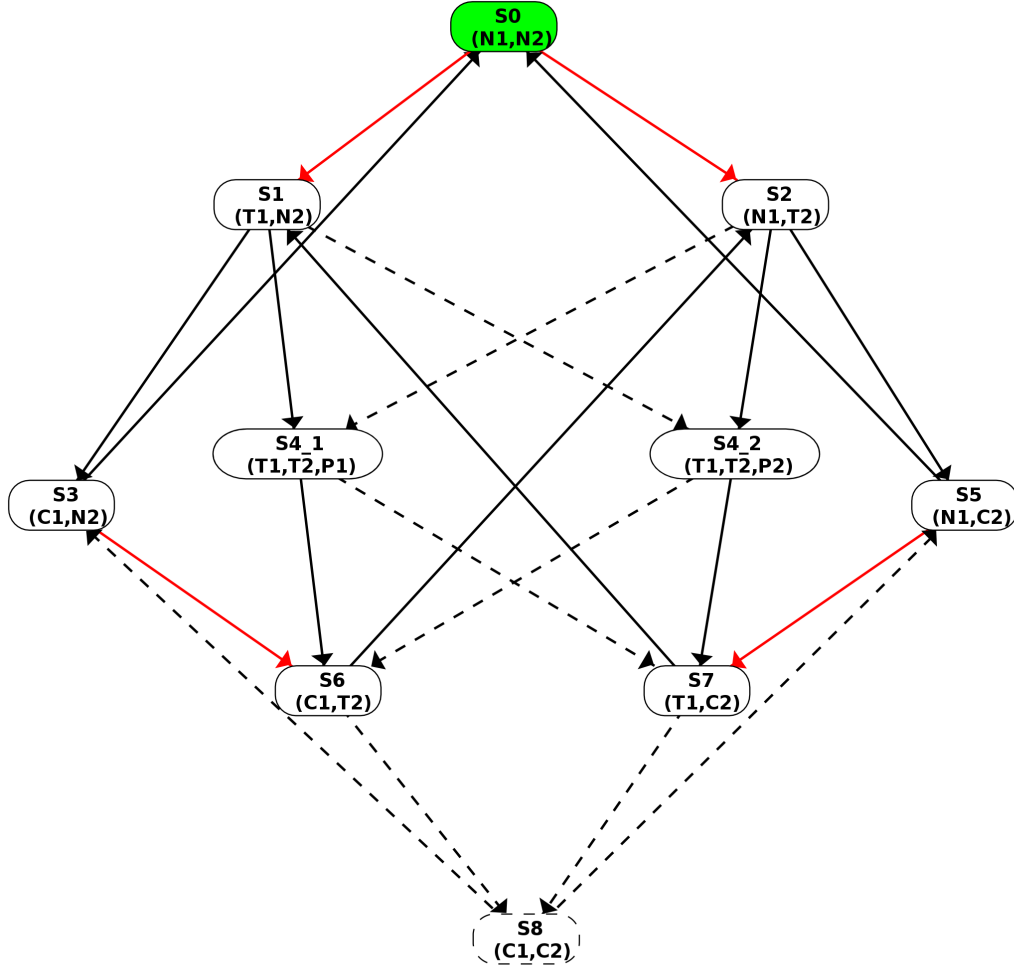 S0
(N1,N2)
S1
(T1,N2)
S2
(N1,T2)
S4_1
(T1,T2,P1)
S4_2
(T1,T2,P2)
S3
(C1,N2)
S5
(N1,C2)
S6
(C1,T2)
S7
(T1,C2)
S8
(C1,C2)